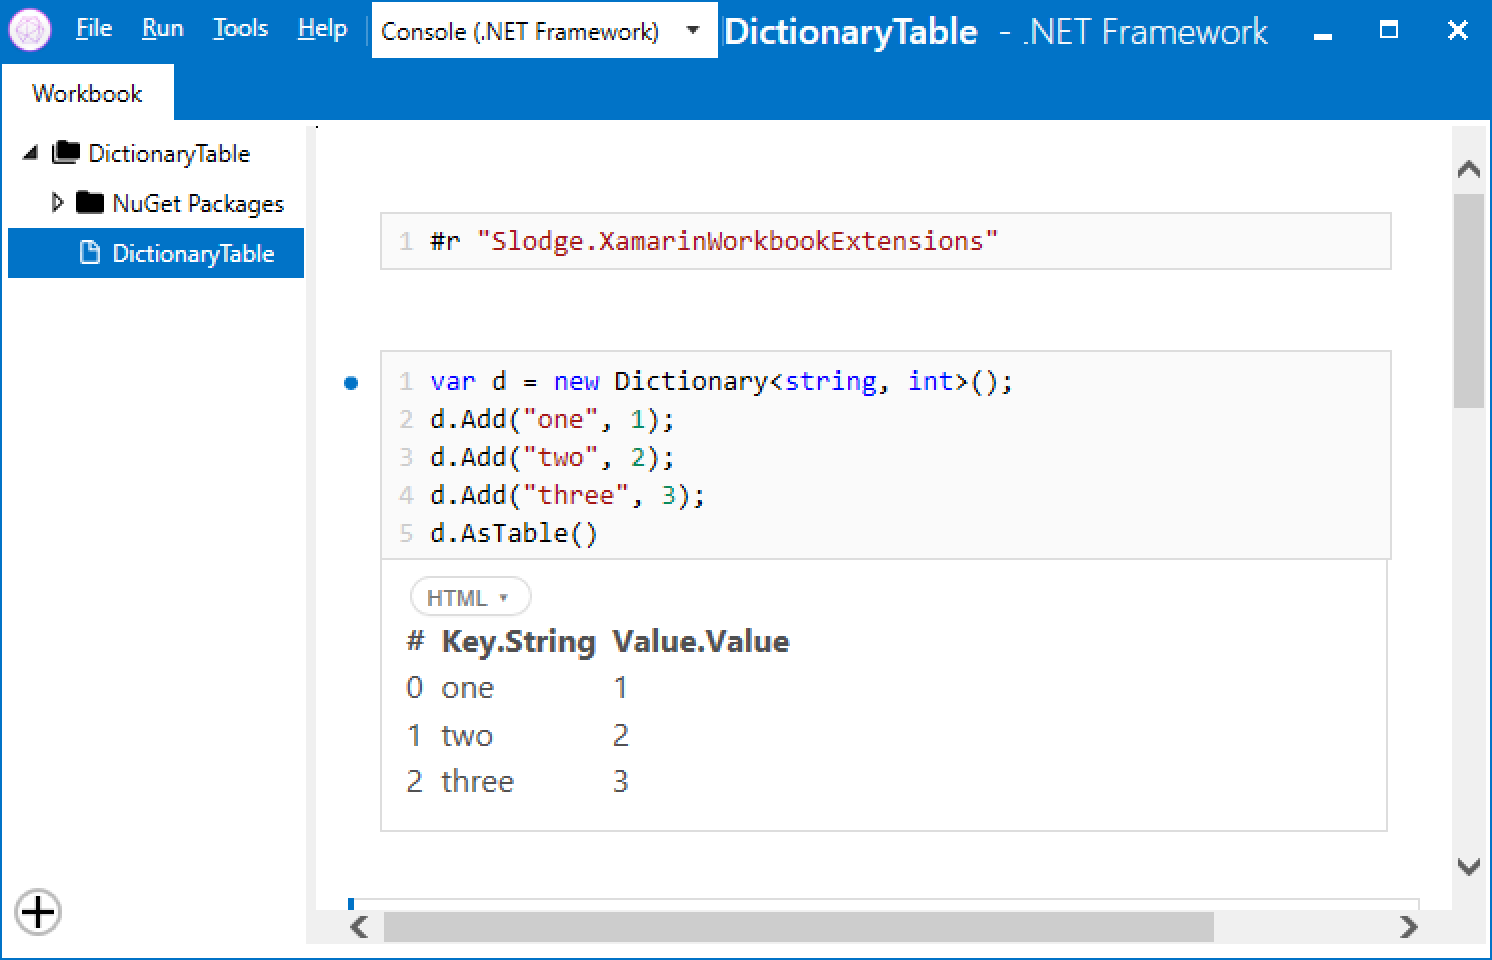 File Run Tools Help Console (.NET Framework) DictionaryTable - .NET Framework
Workbook
DictionaryTable
NuGet Packages
DictionaryTable
1 #r "Slodge.XamarinWorkbookExtensions"
1 var d = new Dictionary<string, int>();
2 d.Add("one", 1);
3 d.Add("two", 2);
4 d.Add("three", 3);
5 d.AsTable()
HTML
# Key.String Value.Value
0 one 1
1 two 2
2 three 3